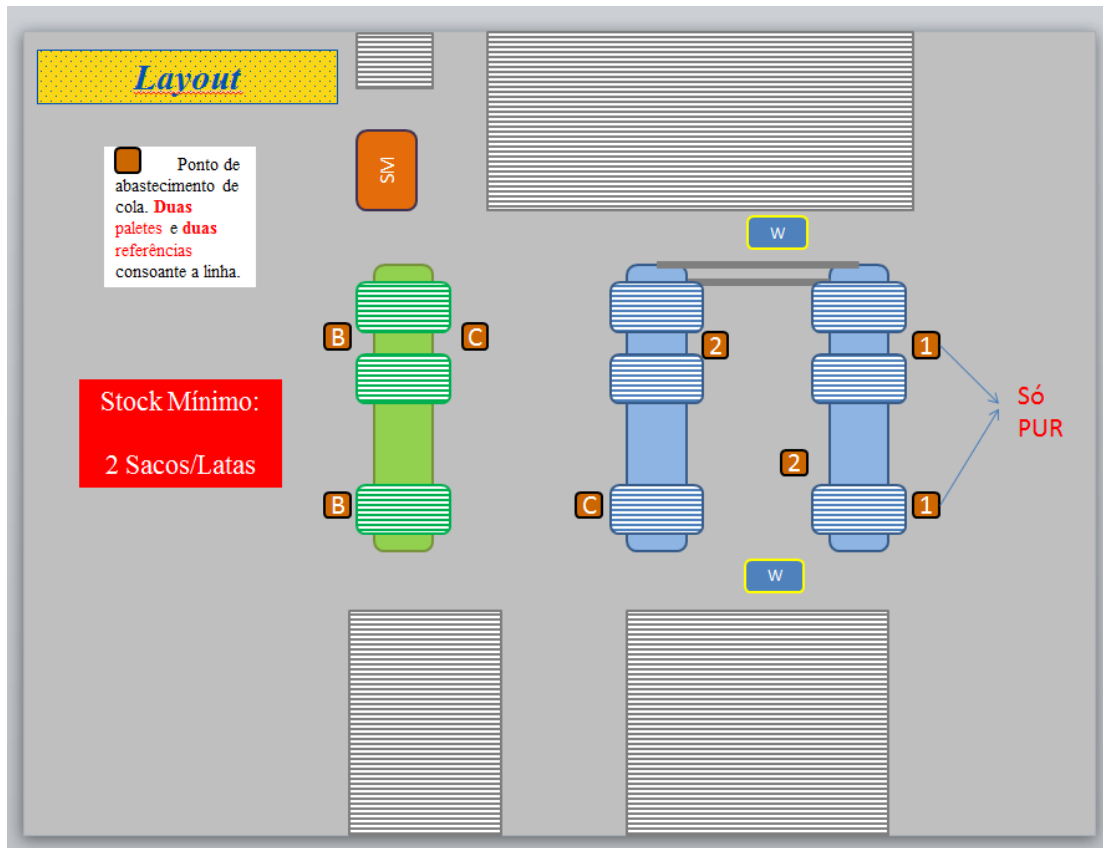 Layout
Ponto de
abastecimento de
cola. Duas
paletes e duas
referências
consoante a linha.
SM
W
B
C
2
1
Só
PUR
Stock Mínimo:
2 Sacos/Latas
2
B
C
1
W